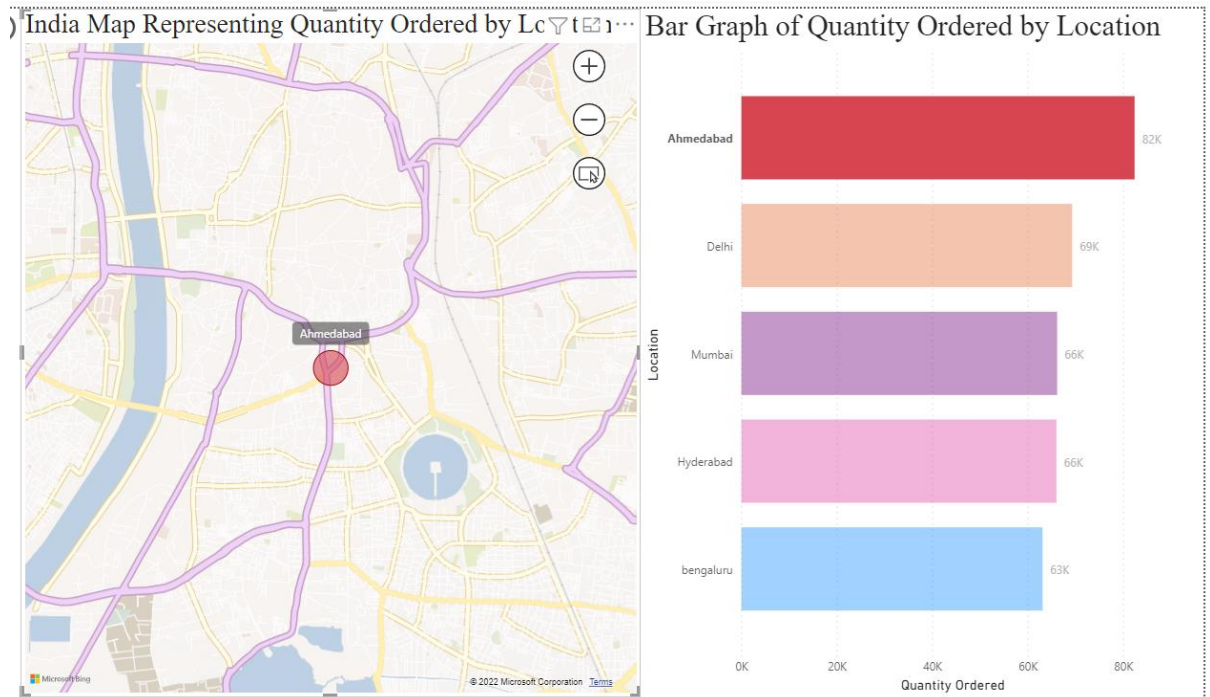 India Map Representing Quantity Ordered by Lo
Ahmedabad
Microsoft Bing
© 2022 Microsoft Corporation Terms
Bar Graph of Quantity Ordered by Location
Location
Ahmedabad 82K
Delhi 69K
Mumbai 66K
Hyderabad 66K
bengaluru 63K
0K 20K 40K 60K 80K
Quantity Ordered